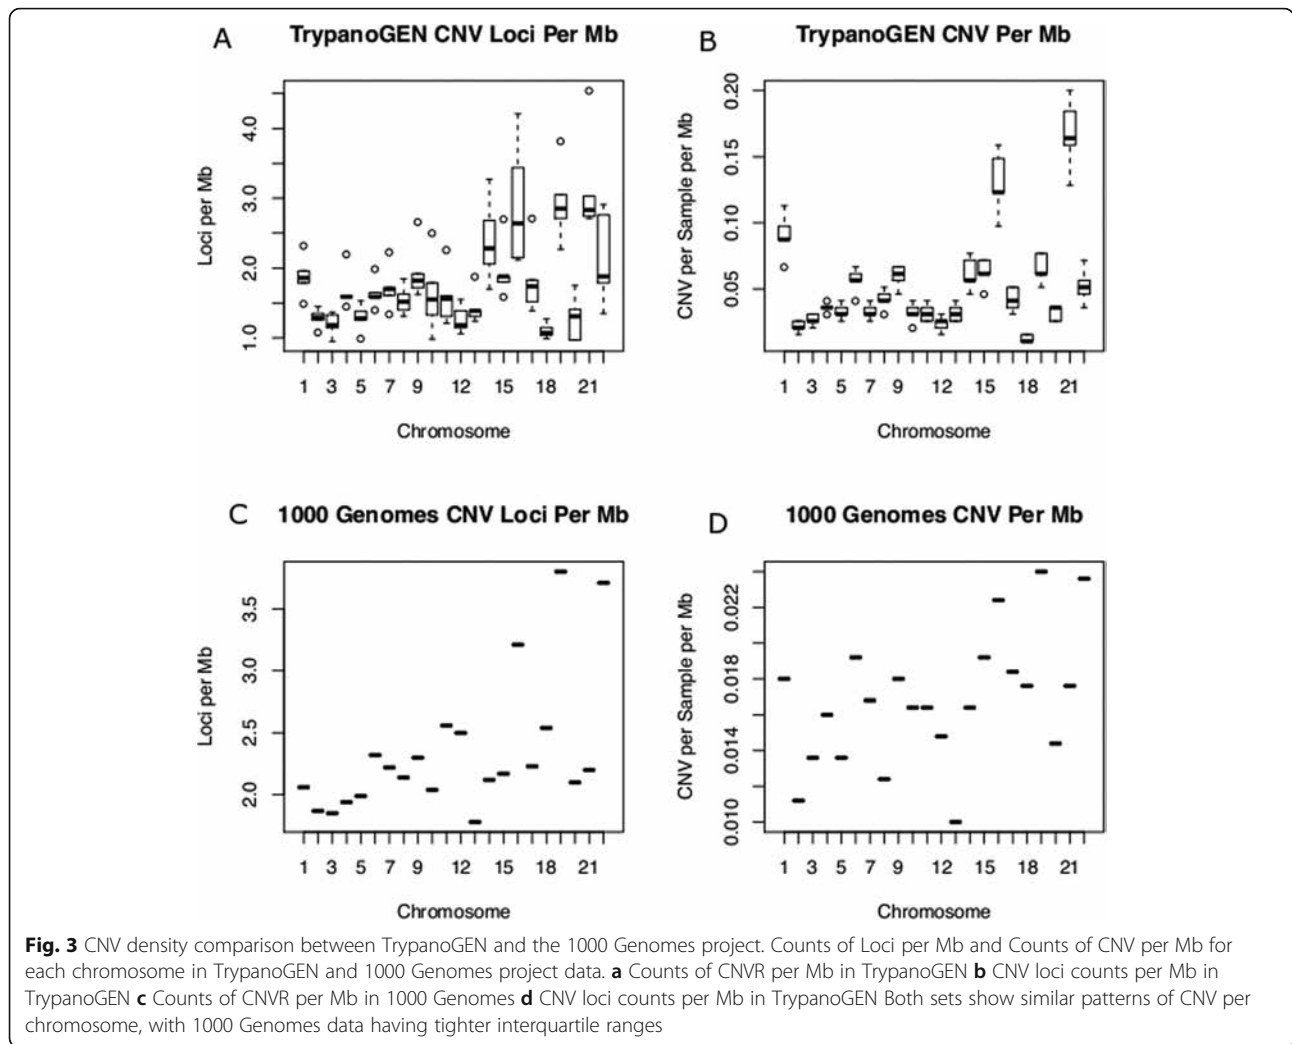 A
TrypanoGEN CNV Loci Per Mb
Loci per Mb
4.0
3.0
2.0
1.0
1 3 5 7 9 12 15 18 21
Chromosome
B
TrypanoGEN CNV Per Mb
CNV per Sample per Mb
0.20
0.15
0.10
0.05
1 3 5 7 9 12 15 18 21
Chromosome
C
1000 Genomes CNV Loci Per Mb
Loci per Mb
3.5
3.0
2.5
2.0
1 3 5 7 9 12 15 18 21
Chromosome
D
1000 Genomes CNV Per Mb
CNV per Sample per Mb
0.022
0.018
0.014
0.010
1 3 5 7 9 12 15 18 21
Chromosome
Fig. 3 CNV density comparison between TrypanoGEN and the 1000 Genomes project. Counts of Loci per Mb and Counts of CNV per Mb for
each chromosome in TrypanoGEN and 1000 Genomes project data. a Counts of CNVR per Mb in TrypanoGEN b CNV loci counts per Mb in
TrypanoGEN c Counts of CNVR per Mb in 1000 Genomes d CNV loci counts per Mb in TrypanoGEN Both sets show similar patterns of CNV per
chromosome, with 1000 Genomes data having tighter interquartile ranges